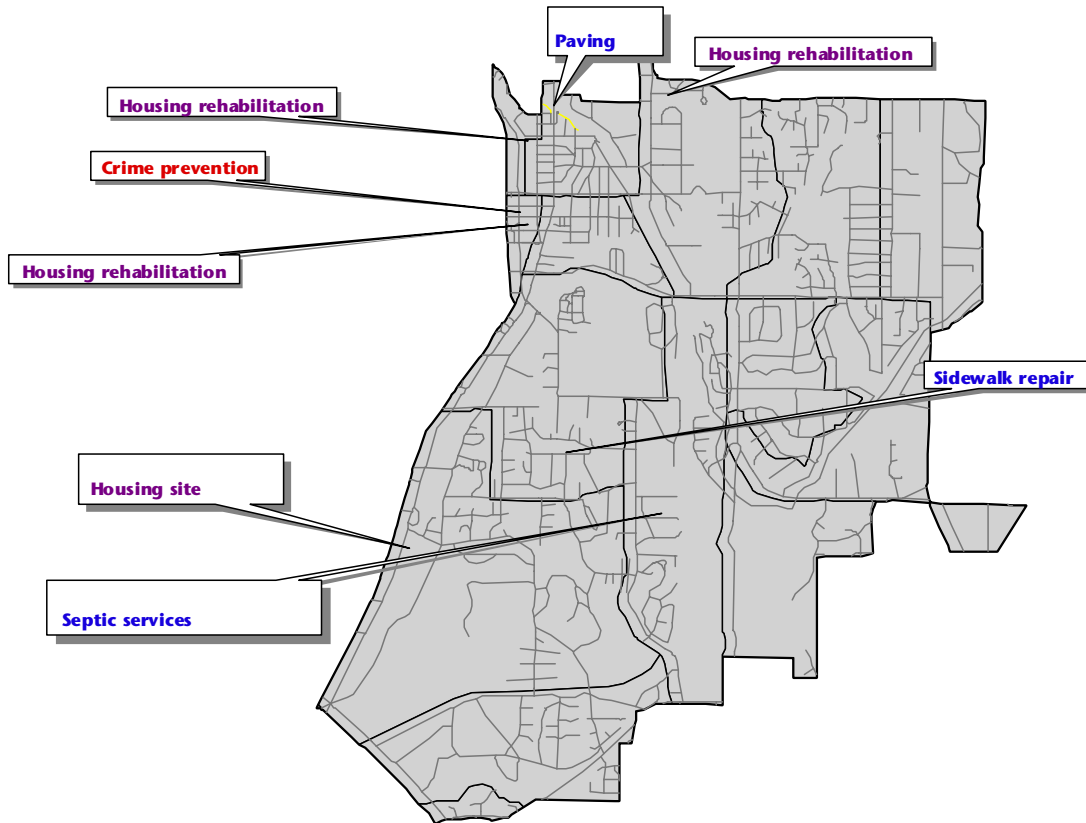 Paving
Housing rehabilitation
Housing rehabilitation
Crime prevention
Housing rehabilitation
Sidewalk repair
Housing site
Septic services